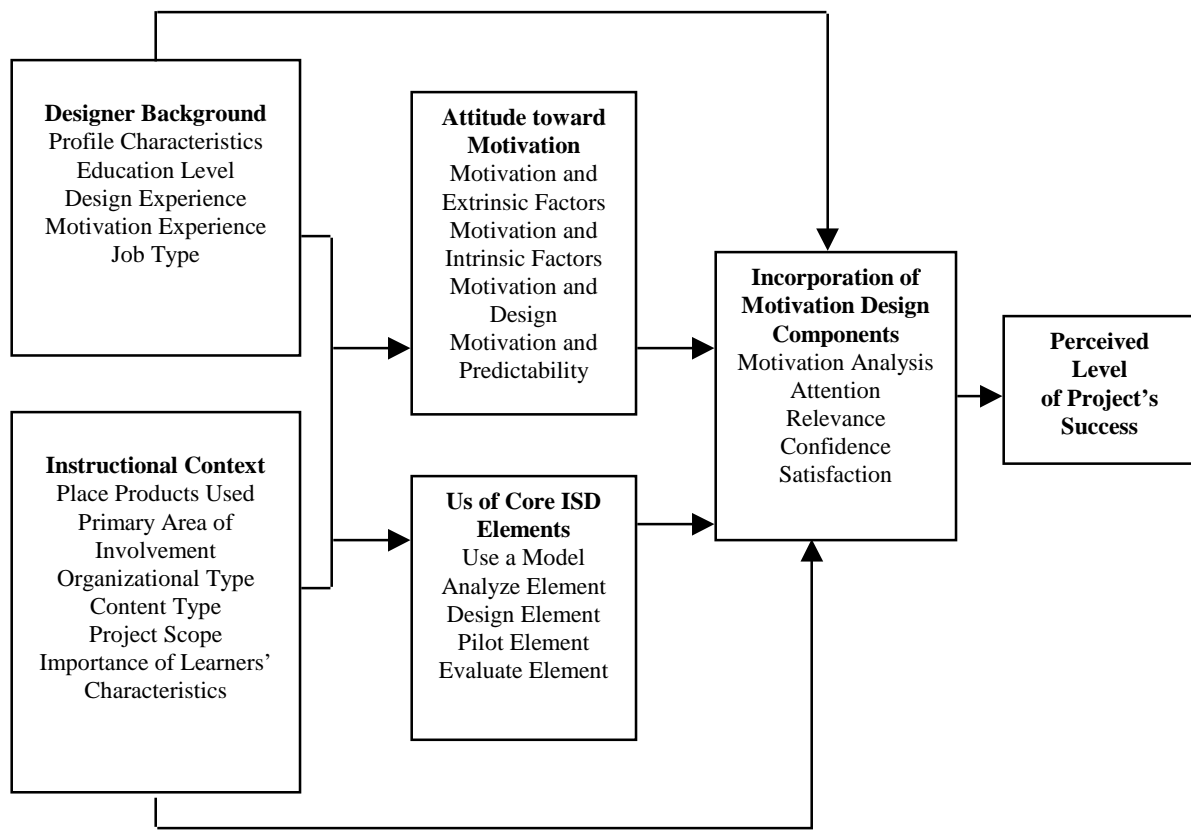 Designer Background
Profile Characteristics
Education Level
Design Experience
Motivation Experience
Job Type
Instructional Context
Place Products Used
Primary Area of
Involvement
Organizational Type
Content Type
Project Scope
Importance of Learners’
Characteristics
Attitude toward
Motivation
Motivation and
Extrinsic Factors
Motivation and
Intrinsic Factors
Motivation and
Design
Motivation and
Predictability
Us of Core ISD
Elements
Use a Model
Analyze Element
Design Element
Pilot Element
Evaluate Element
Incorporation of
Motivation Design
Components
Motivation Analysis
Attention
Relevance
Confidence
Satisfaction
Perceived
Level
of Project’s
Success